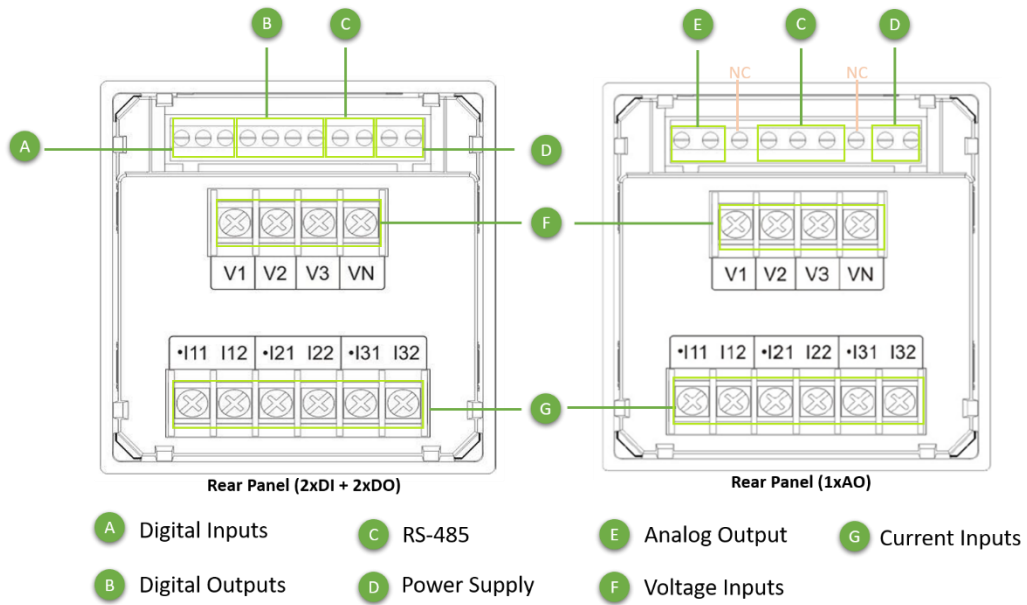 B C E C D
NC NC
A D
F
V1 V2 V3 VN V1 V2 V3 VN
•I11 I12 •I21 I22 •I31 I32 •I11 I12 •I21 I22 •I31 I32
G
Rear Panel (2xDI + 2xDO) Rear Panel (1xAO)
A Digital Inputs C RS-485 E Analog Output G Current Inputs
B Digital Outputs D Power Supply F Voltage Inputs